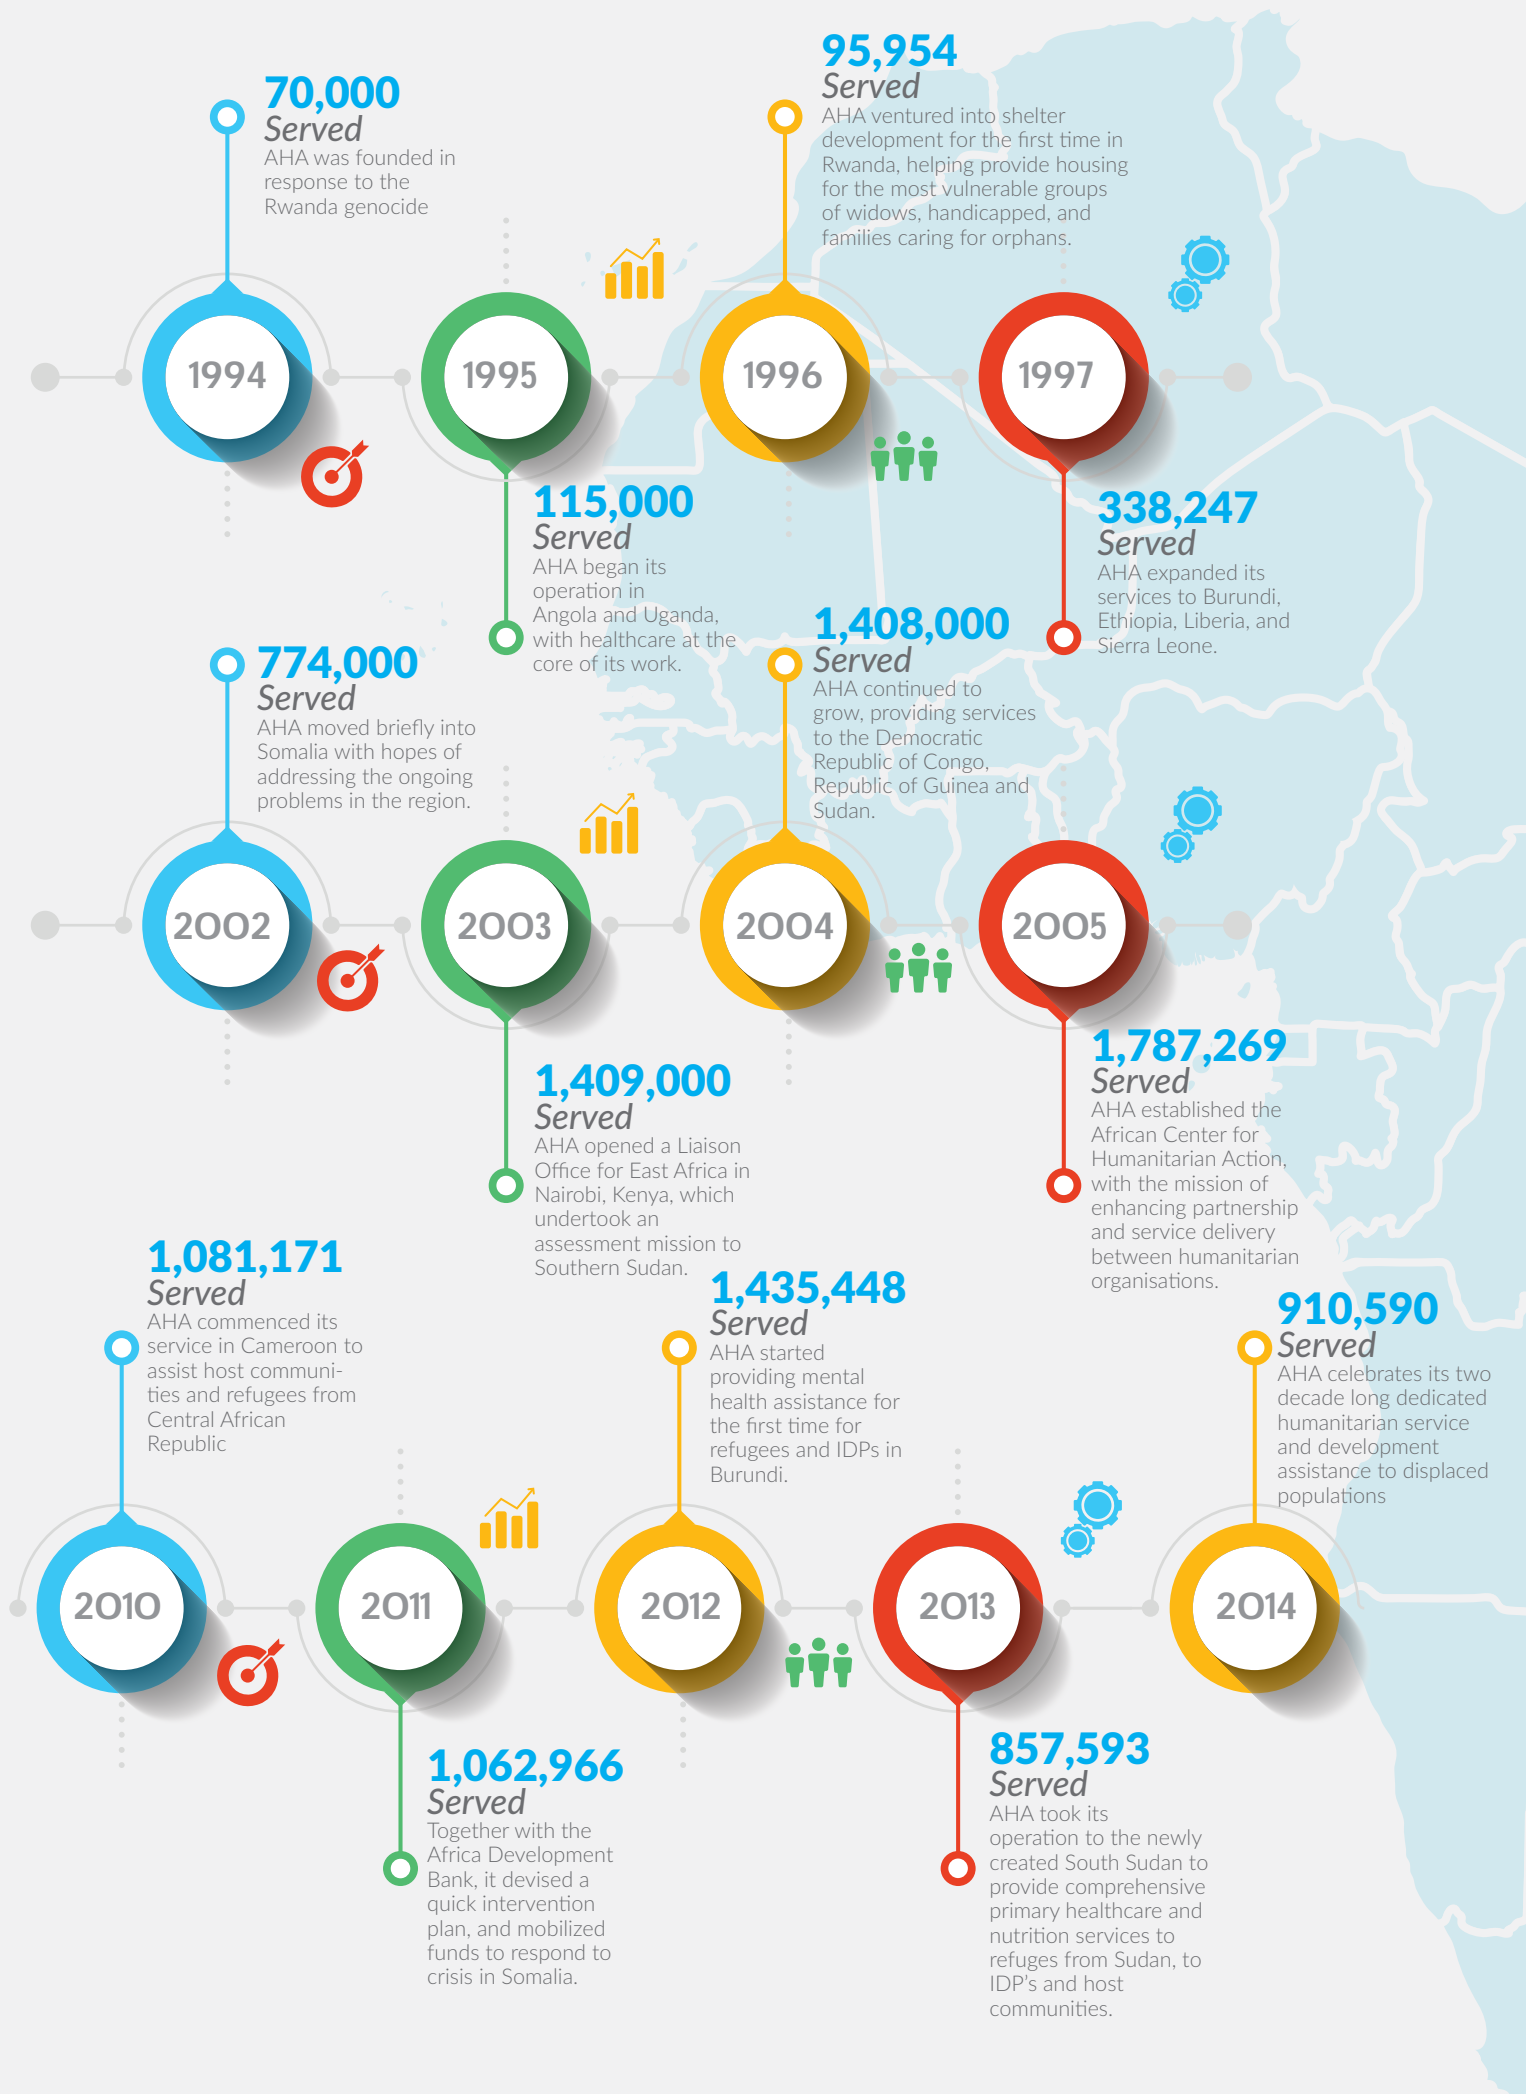 70,000
Served
AHA was founded in
response to the
Rwanda genocide
95,954
Served
AHA ventured into shelter
development for the first time in
Rwanda, helping provide housing
for the most vulnerable groups
of widows, handicapped, and
families caring for orphans.
1994
1995
1996
1997
115,000
Served
AHA began its
operation in
Angola and Uganda,
with healthcare at the
core of its work.
338,247
Served
AHA expanded its
services to Burundi,
Ethiopia, Liberia, and
Sierra Leone.
774,000
Served
AHA moved briefly into
Somalia with hopes of
addressing the ongoing
problems in the region.
1,408,000
Served
AHA continued to
grow, providing services
to the Democratic
Republic of Congo,
Republic of Guinea and
Sudan.
2002
2003
2004
2005
1,409,000
Served
AHA opened a Liaison
Office for East Africa in
Nairobi, Kenya, which
undertook an
assessment mission to
Southern Sudan.
1,787,269
Served
AHA established the
African Center for
Humanitarian Action,
with the mission of
enhancing partnership
and service delivery
between humanitarian
organisations.
1,081,171
Served
AHA commenced its
service in Cameroon to
assist host communi-
ties and refugees from
Central African
Republic
1,435,448
Served
AHA started
providing mental
health assistance for
the first time for
refugees and IDPs in
Burundi.
910,590
Served
AHA celebrates its two
decade long dedicated
humanitarian service
and development
assistance to displaced
populations
2010
2011
2012
2013
2014
1,062,966
Served
Together with the
Africa Development
Bank, it devised a
quick intervention
plan, and mobilized
funds to respond to
crisis in Somalia.
857,593
Served
AHA took its
operation to the newly
created South Sudan to
provide comprehensive
primary healthcare and
nutrition services to
refuges from Sudan, to
IDP's and host
communities.